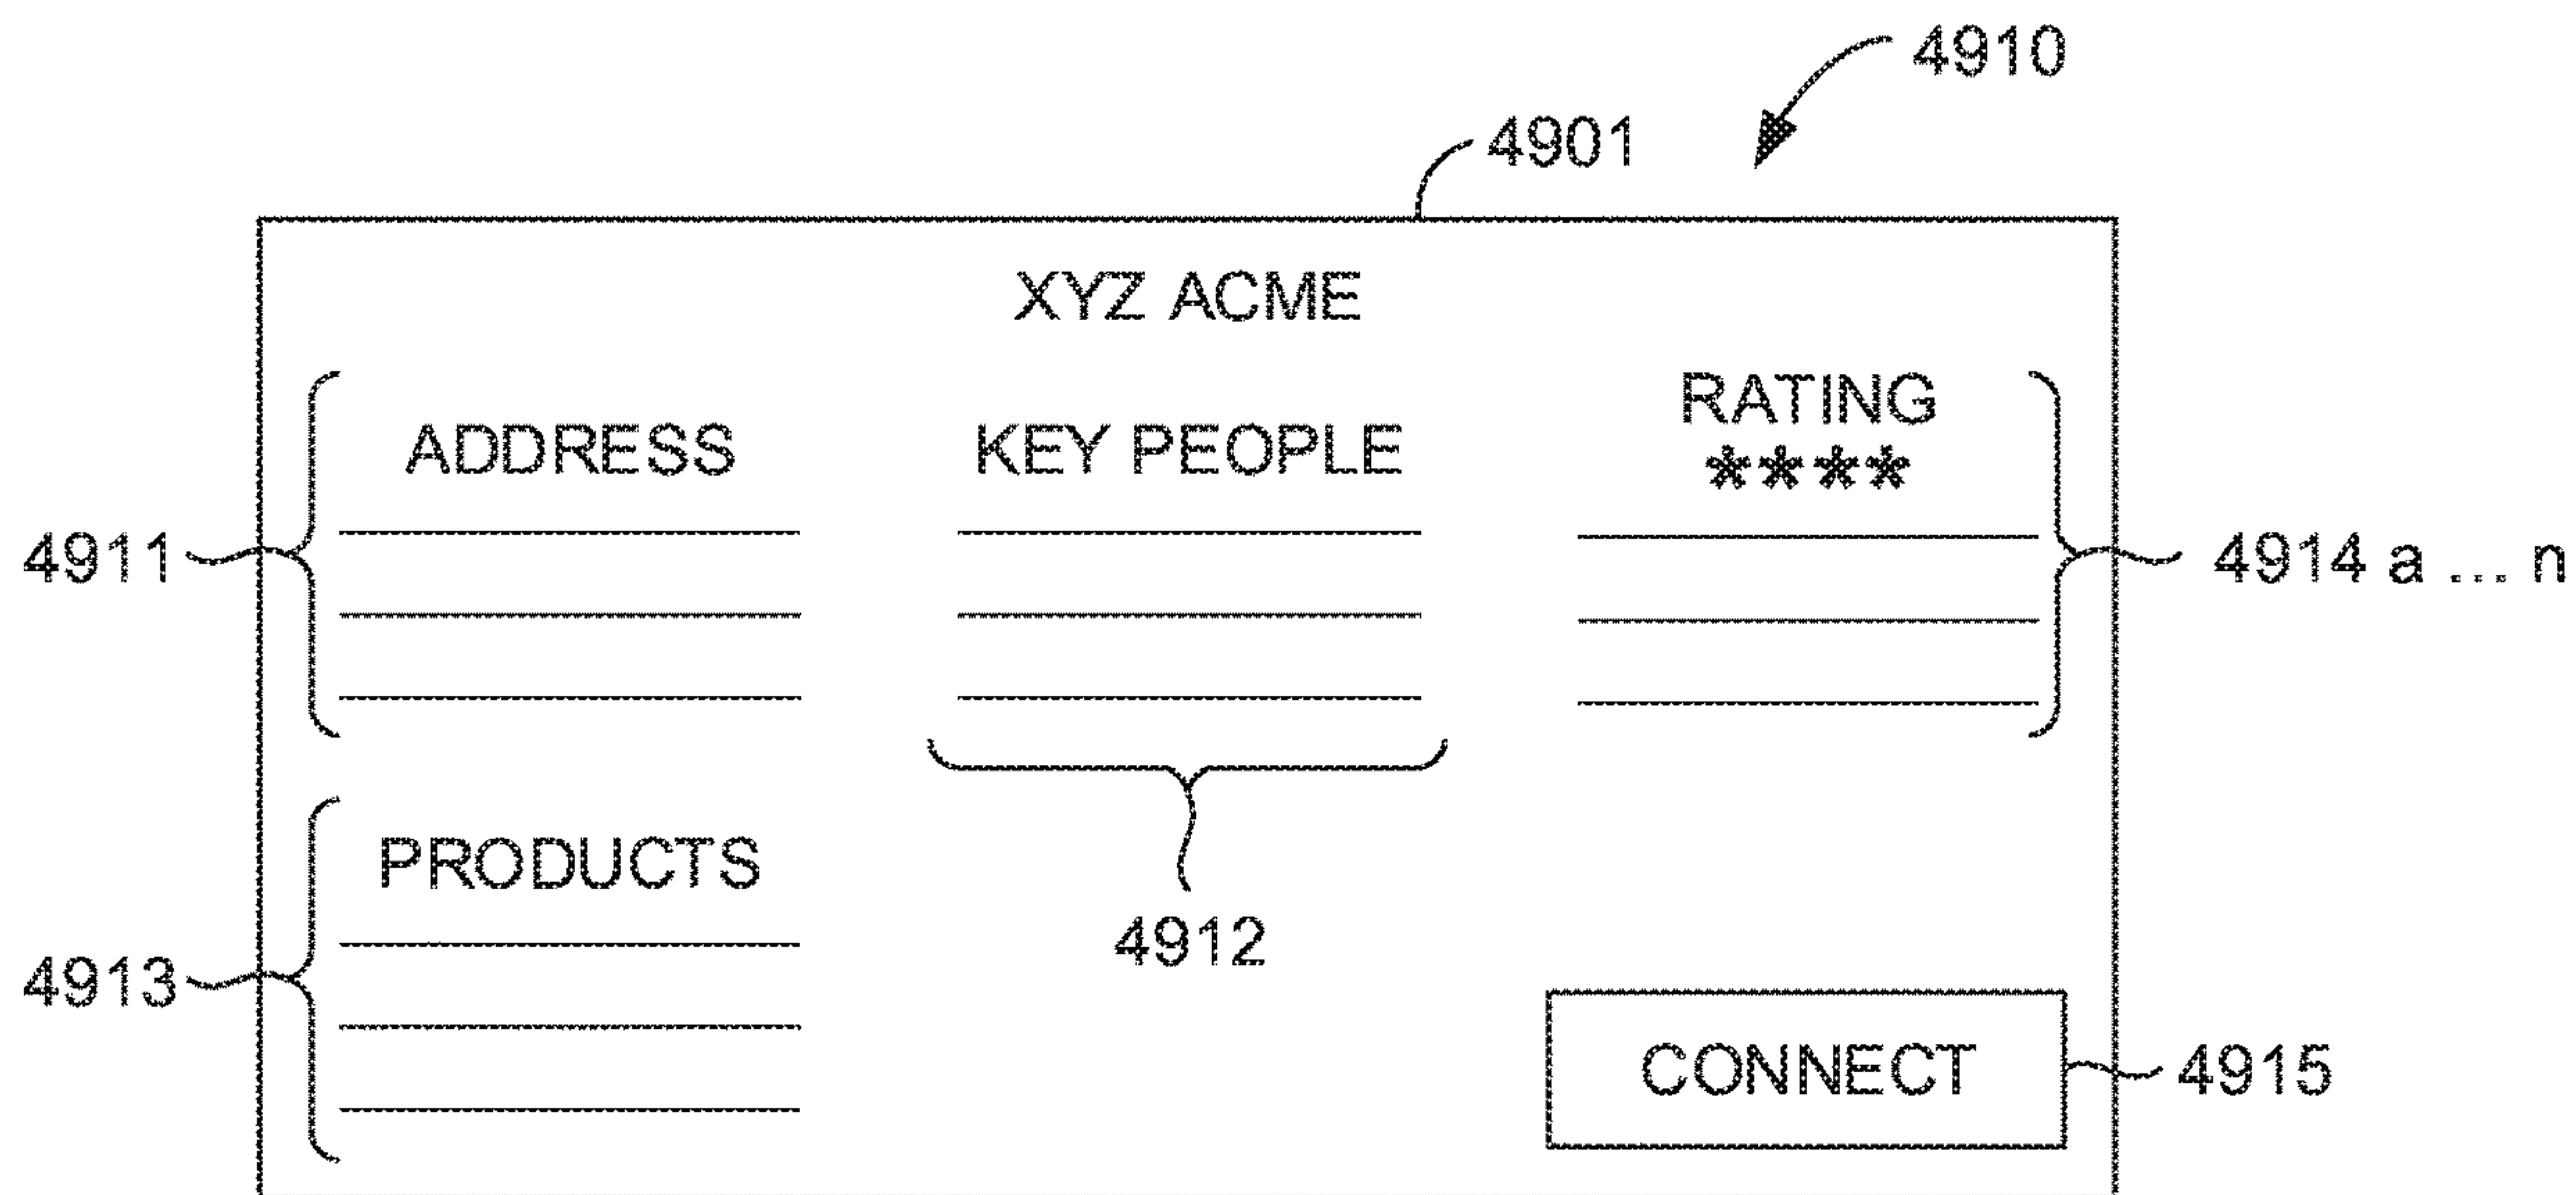 4910
4901
XYZ ACME
RATING
ADDRESS
KEY PEOPLE
****
4911
4914 a ... n
PRODUCTS
4912
4913
CONNECT
4915